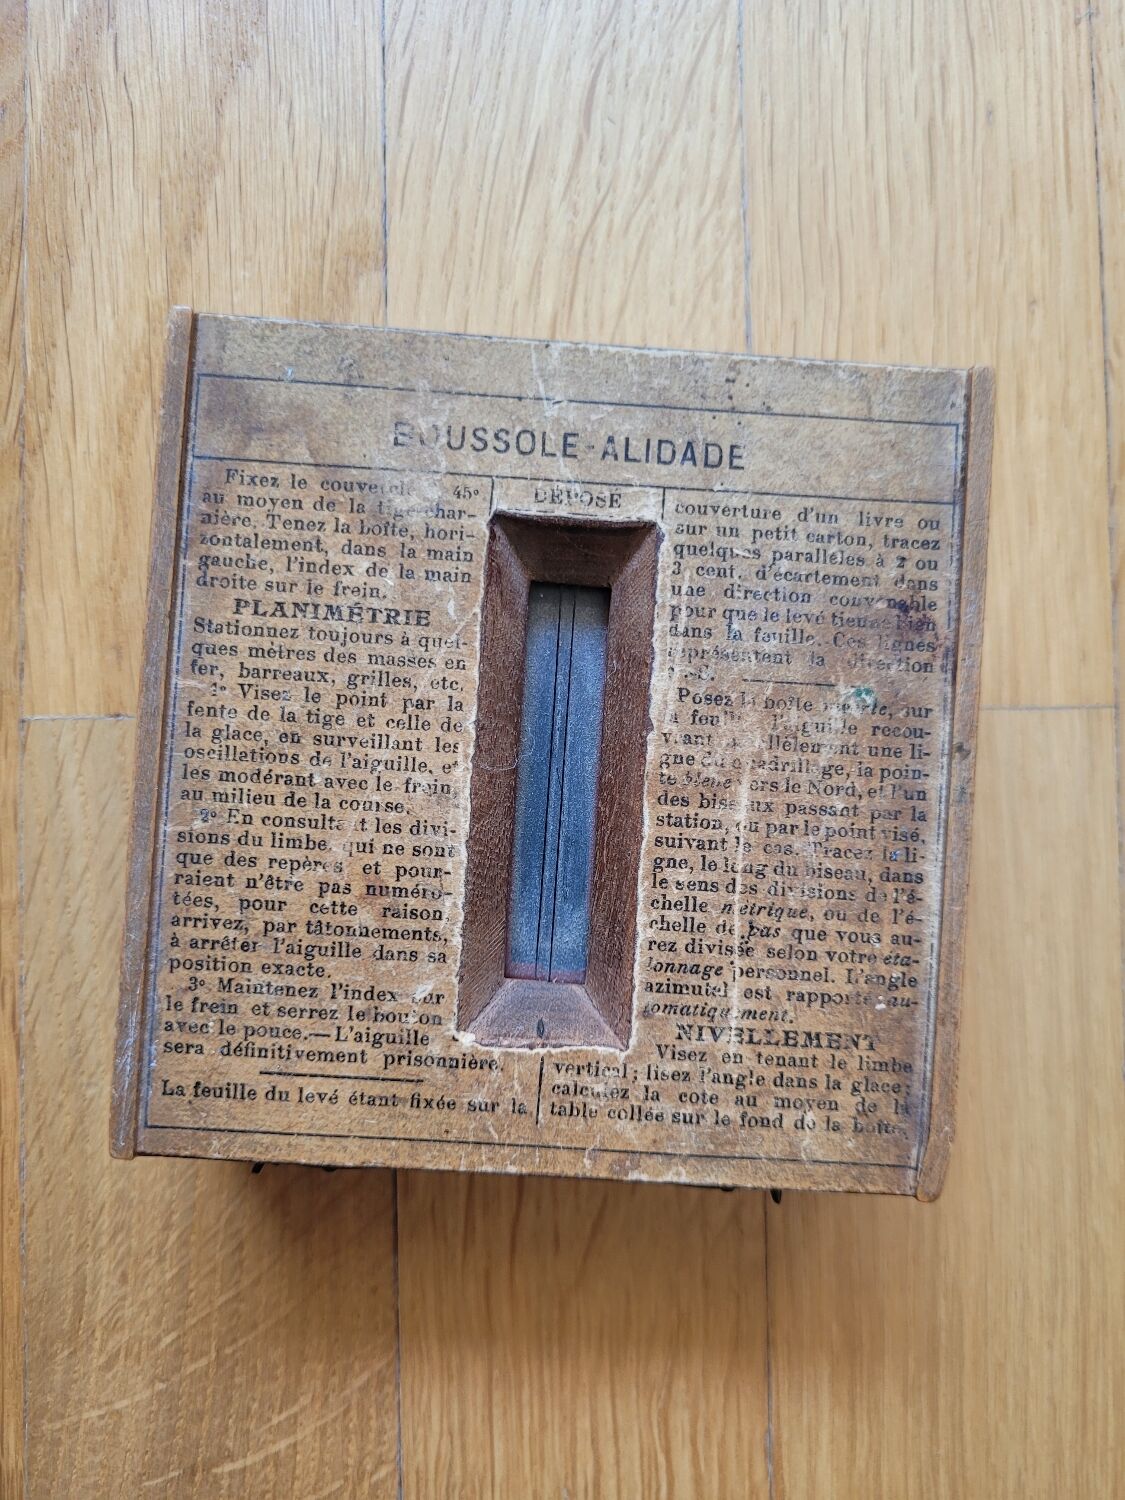 BOUSSOLE-ALIDADE
DÉPOSÉ
Fixez le couvercle 45°
au moyen de la tige-char-
nière. Tenez la boîte, hori-
zontalement, dans la main
gauche, l'index de la main
droite sur le frein.
PLANIMÉTRIE
Stationnez toujours à quel-
ques mètres des masses en
fer, barreaux, grilles, etc.
1° Visez le point par la
fente de la tige et celle de
la glace, en surveillant les
oscillations de l'aiguille, et
les modérant avec le frein,
au milieu de la course.
2° En consultant les divi-
sions du limbe, qui ne sont
que des repères et pour-
raient n'être pas numéro-
tées, pour cette raison,
arrivez, par tâtonnements,
à arrêter l'aiguille dans sa
position exacte.
3° Maintenez l'index sur
le frein et serrez le bouton
avec le pouce.— L'aiguille
sera définitivement prisonnière.
La feuille du levé étant fixée sur la
couverture d'un livre ou
sur un petit carton, tracez
quelques parallèles à 2 ou
3 cent. d'écartement dans
une direction convenable
pour que le levé tienne bien
dans la feuille. Ces lignes
représentent la direction
Posez la boîte sur
la feuille l'aiguille recou-
vrant parallèlement une li-
gne du quadrillage, la poin-
te bleue vers le Nord, et l'un
des biseaux passant par la
station, ou par le point visé,
suivant le cas. Tracez la li-
gne, le long du biseau, dans
le sens des divisions de l'é-
chelle métrique, ou de l'é-
chelle de pas que vous au-
rez divisée selon votre éta-
lonnage personnel. L'angle
azimutal est rapporté au-
tomatiquement.
NIVELLEMENT
Visez en tenant le limbe
vertical; lisez l'angle dans la glace;
calculez la cote au moyen de la
table collée sur le fond de la boîte.